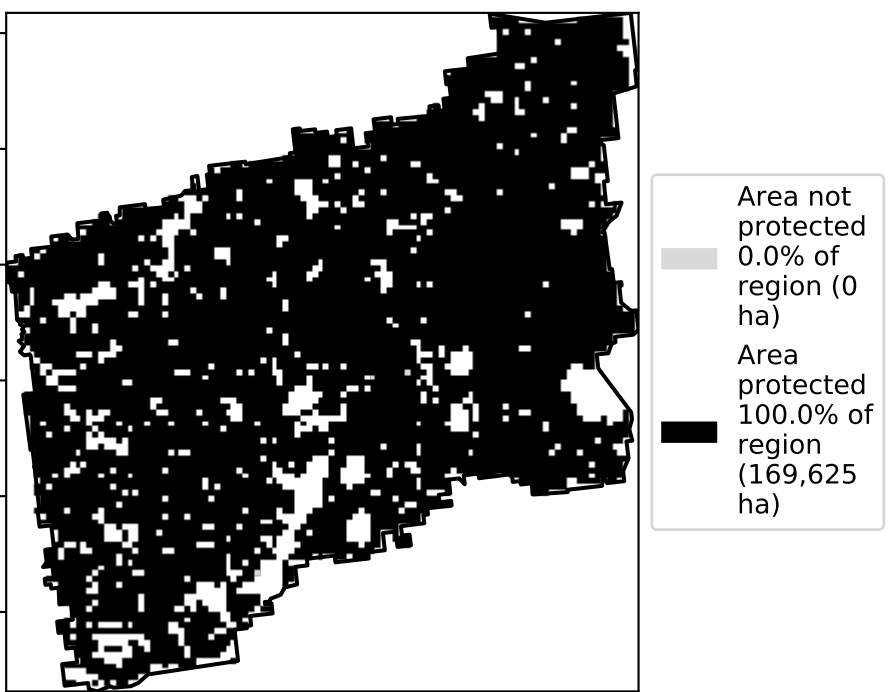 Area not
protected
0.0% of
region (0
ha)
Area
protected
100.0% of
region
(169,625
ha)